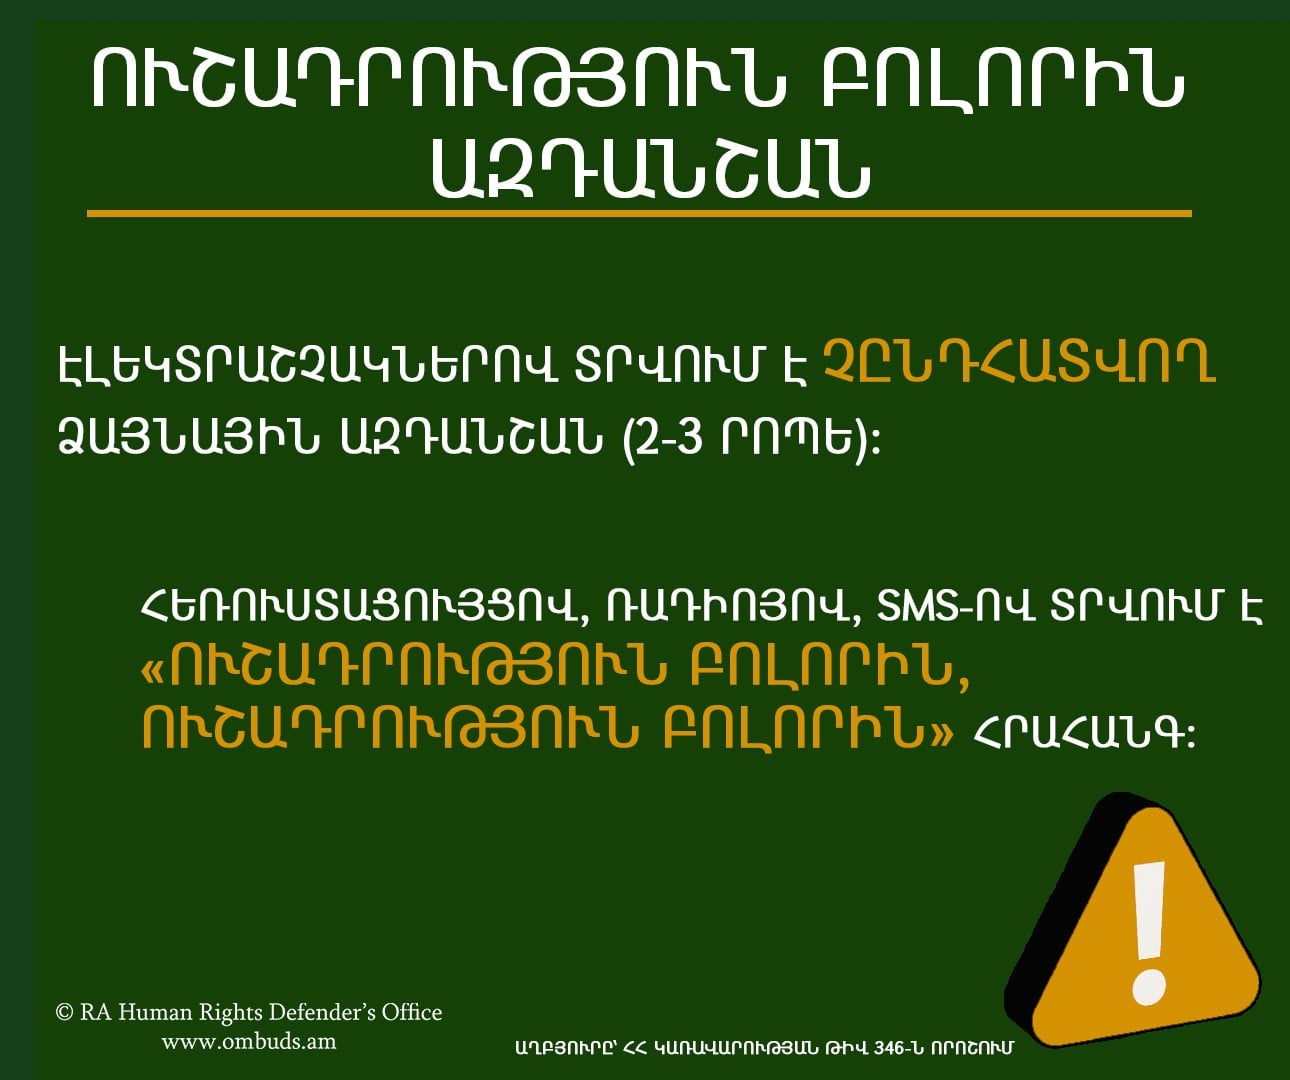 ՈՒՇԱԴՐՈՒԹՅՈՒՆ ԲՈԼՈՐԻՆ
ԱԶԴԱՆՇԱՆ
ԷԼԵԿՏՐԱՇՉԱԿՆԵՐՈՎ ՏՐՎՈՒՄ Է ՉԸՆԴՀԱՏՎՈՂ
ՁԱՅՆԱՅԻՆ ԱԶԴԱՆՇԱՆ (2-3 ՐՈՊԵ):
ՀԵՌՈՒՍՏԱՑՈՒՅՑՈՎ, ՌԱԴԻՈՅՈՎ, SMS-ՈՎ ՏՐՎՈՒՄ Է
«ՈՒՇԱԴՐՈՒԹՅՈՒՆ ԲՈԼՈՐԻՆ,
ՈՒՇԱԴՐՈՒԹՅՈՒՆ ԲՈԼՈՐԻՆ» ՀՐԱՀԱՆԳ:
!
© RA Human Rights Defender’s Office
www.ombuds.am
ԱՂԲՅՈՒՐԸ՝ ՀՀ ԿԱՌԱՎԱՐՈՒԹՅԱՆ ԹԻՎ 346-Ն ՈՐՈՇՈՒՄ